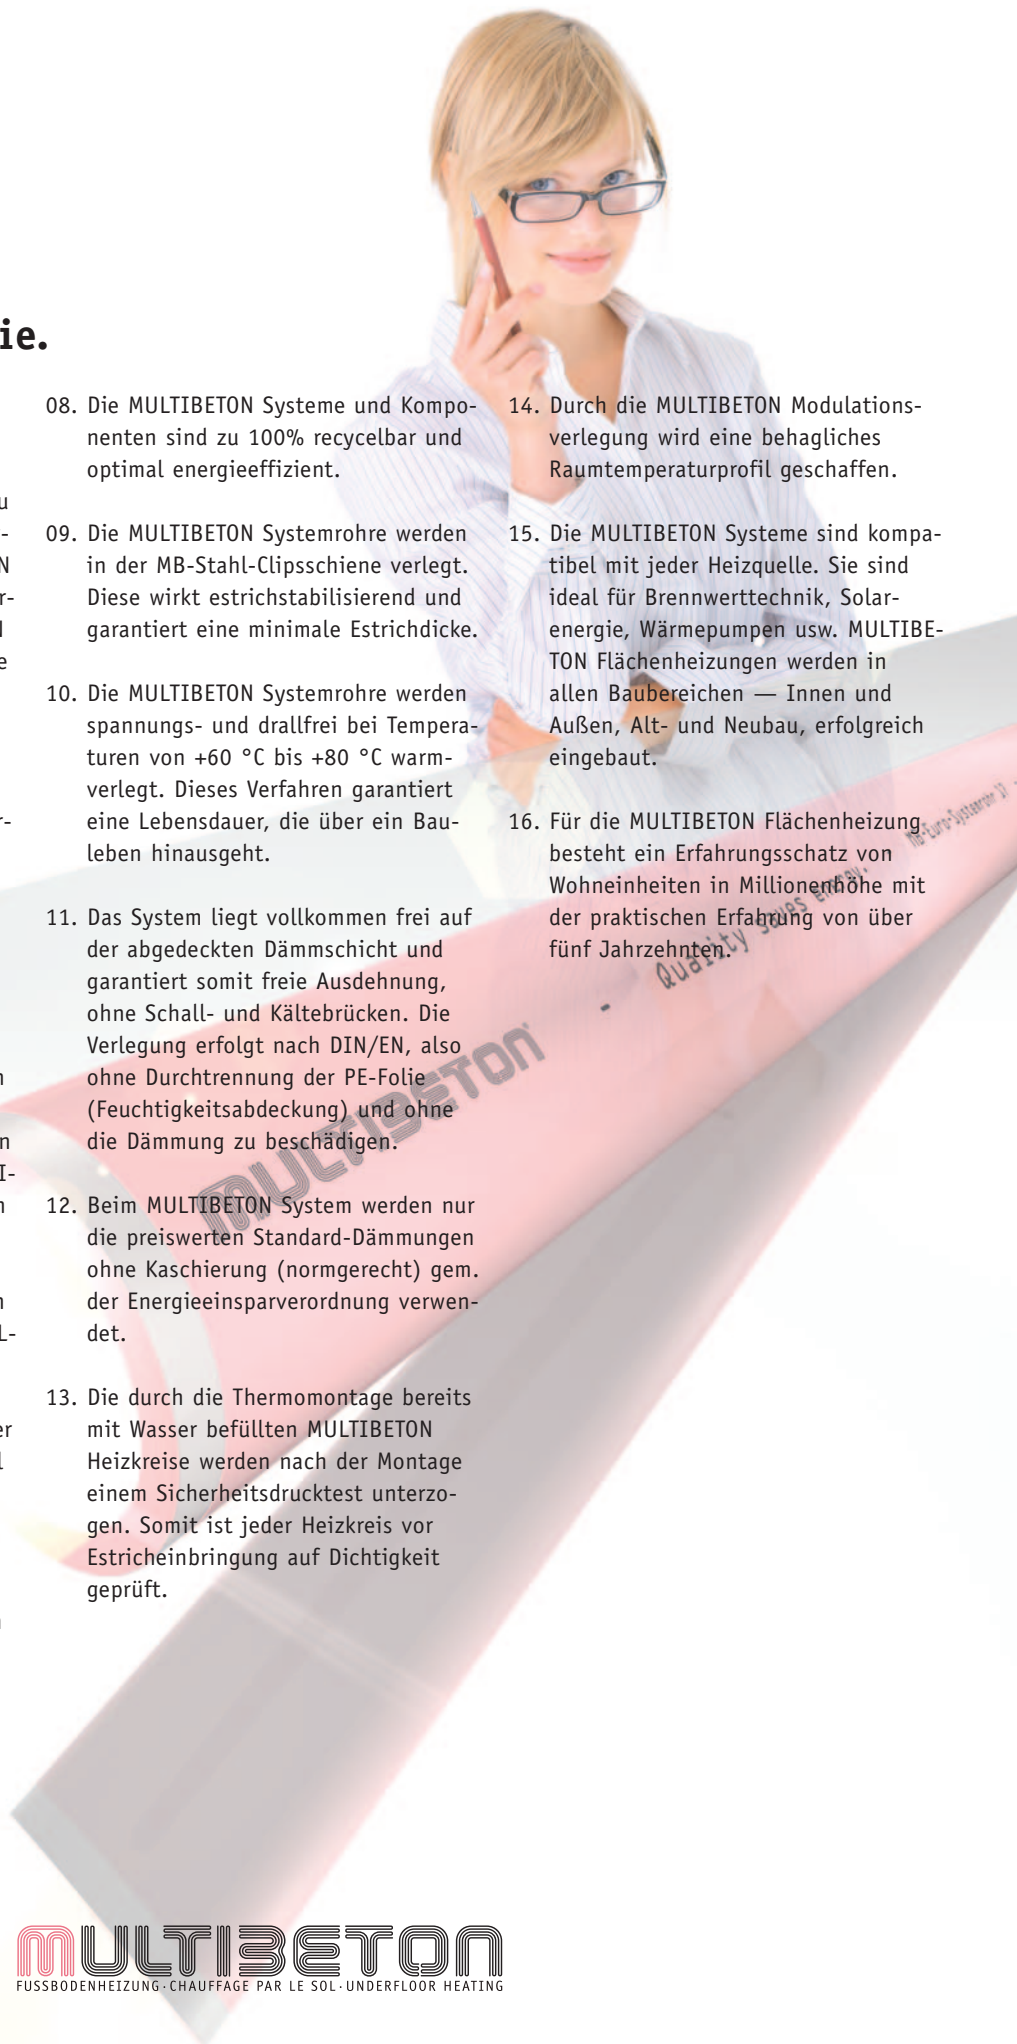 ie.
u
-
N
r-
e
r-
n
n
I-
n
n
L-
er
l
08. Die MULTIBETON Systeme und Kompo-
nenten sind zu 100% recycelbar und
optimal energieeffizient.
09. Die MULTIBETON Systemrohre werden
in der MB-Stahl-Clipsschiene verlegt.
Diese wirkt estrichstabilisierend und
garantiert eine minimale Estrichdicke.
10. Die MULTIBETON Systemrohre werden
spannungs- und drallfrei bei Tempera-
turen von +60 °C bis +80 °C warm-
verlegt. Dieses Verfahren garantiert
eine Lebensdauer, die über ein Bau-
leben hinausgeht.
11. Das System liegt vollkommen frei auf
der abgedeckten Dämmschicht und
garantiert somit freie Ausdehnung,
ohne Schall- und Kältebrücken. Die
Verlegung erfolgt nach DIN/EN, also
ohne Durchtrennung der PE-Folie
(Feuchtigkeitsabdeckung) und ohne
die Dämmung zu beschädigen.
12. Beim MULTIBETON System werden nur
die preiswerten Standard-Dämmungen
ohne Kaschierung (normgerecht) gem.
der Energieeinsparverordnung verwen-
det.
13. Die durch die Thermomontage bereits
mit Wasser befüllten MULTIBETON
Heizkreise werden nach der Montage
einem Sicherheitsdrucktest unterzo-
gen. Somit ist jeder Heizkreis vor
Estricheinbringung auf Dichtigkeit
geprüft.
14. Durch die MULTIBETON Modulations-
verlegung wird eine behagliches
Raumtemperaturprofil geschaffen.
15. Die MULTIBETON Systeme sind kompa-
tibel mit jeder Heizquelle. Sie sind
ideal für Brennwerttechnik, Solar-
energie, Wärmepumpen usw. MULTIBE-
TON Flächenheizungen werden in
allen Baubereichen — Innen und
Außen, Alt- und Neubau, erfolgreich
eingebaut.
16. Für die MULTIBETON Flächenheizung
besteht ein Erfahrungsschatz von
Wohneinheiten in Millionenhöhe mit
der praktischen Erfahrung von über
fünf Jahrzehnten.
MULTIBETON - Quality saves energy. MB-Euro-Systemrohr 17
MULTIBETON
FUSSBODENHEIZUNG · CHAUFFAGE PAR LE SOL · UNDERFLOOR HEATING